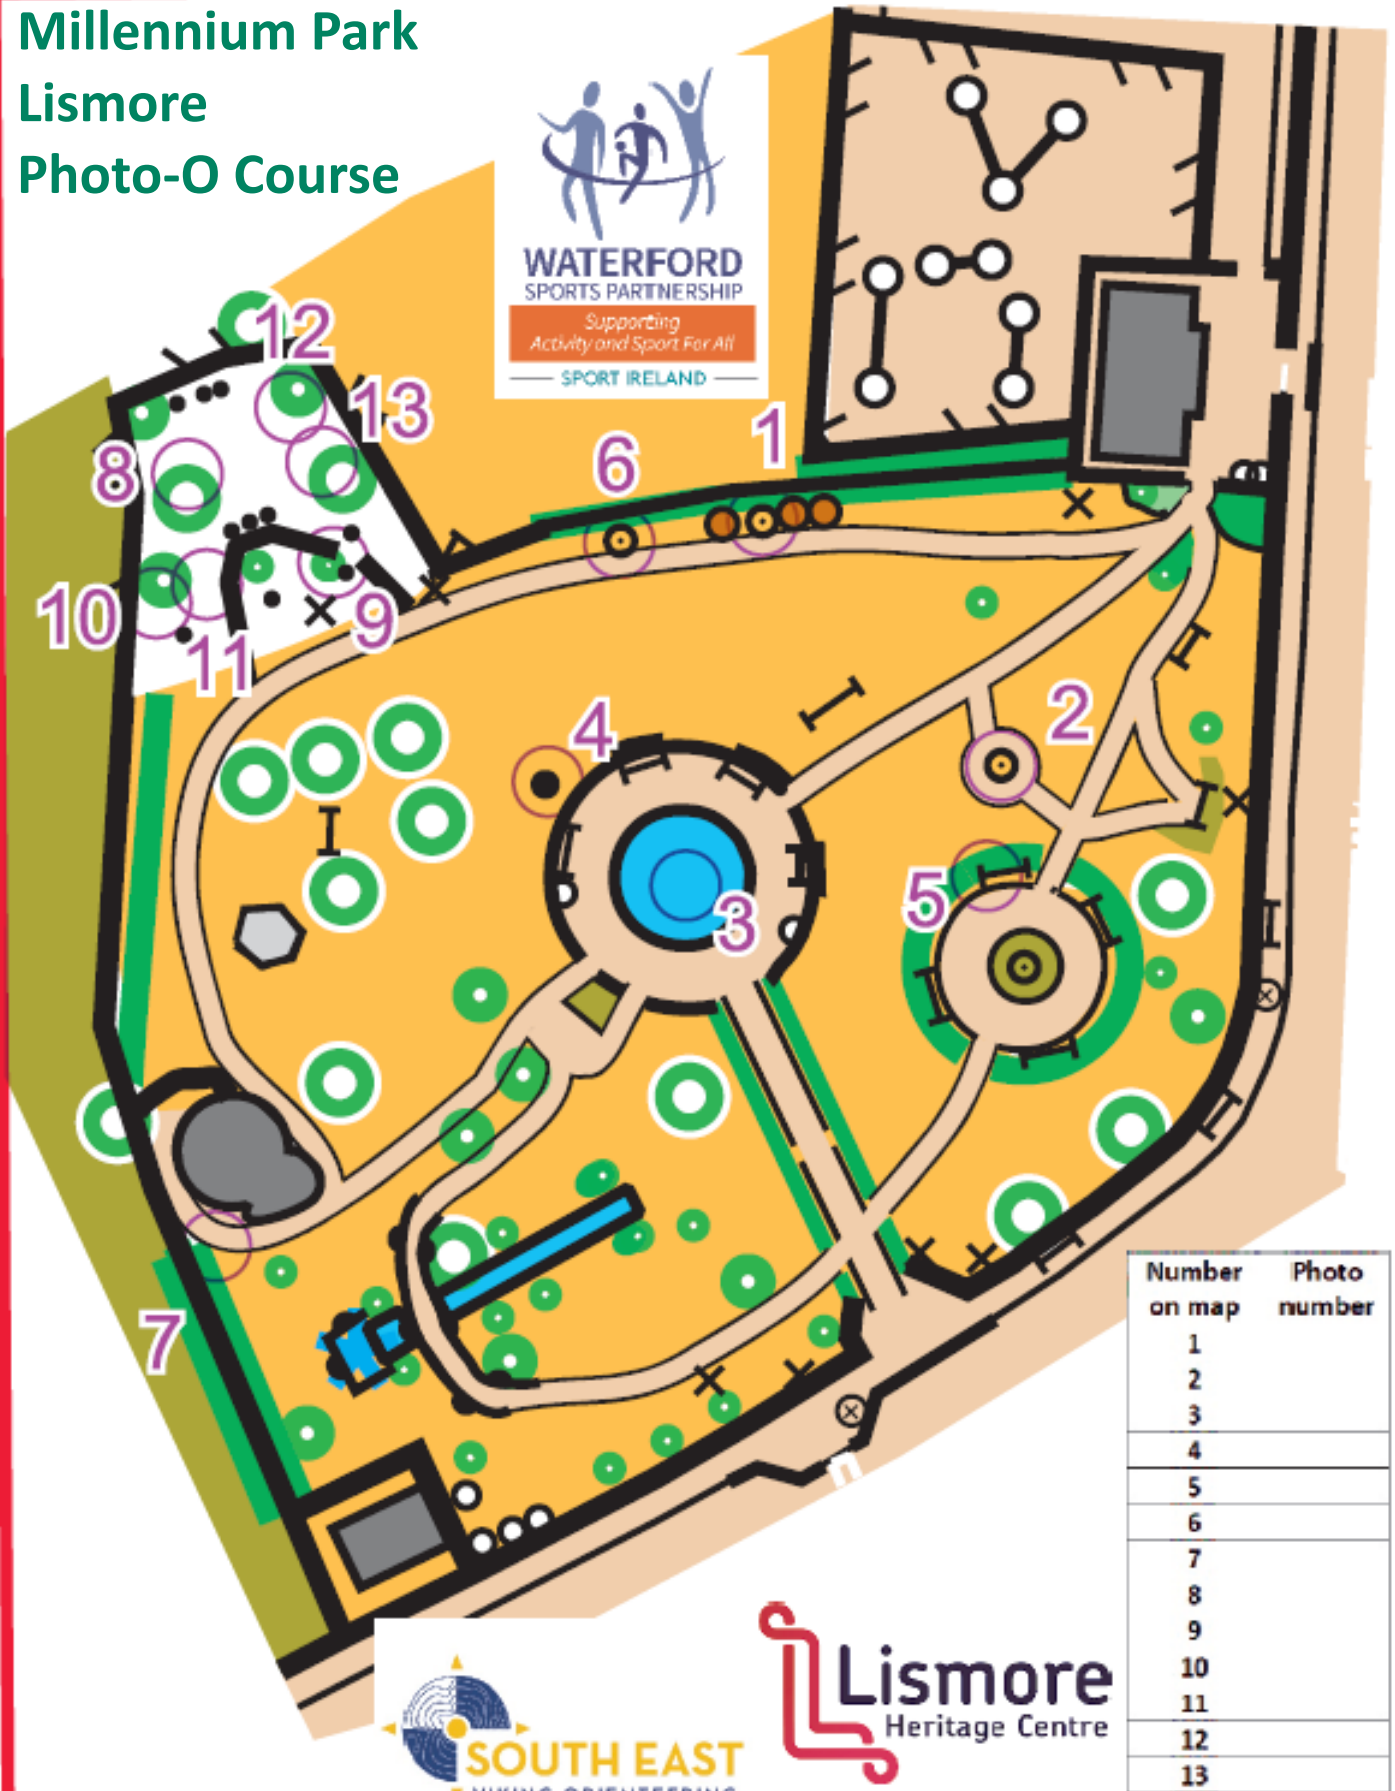 Millennium Park
Lismore
Photo-O Course
WATERFORD
SPORTS PARTNERSHIP
Supporting
Activity and Sport For All
SPORT IRELAND
12
13
1
6
8
10
11
9
4
2
3
5
7
Number on map Photo number
1
2
3
4
5
6
7
8
9
10
11
12
13
Lismore
Heritage Centre
SOUTH EAST